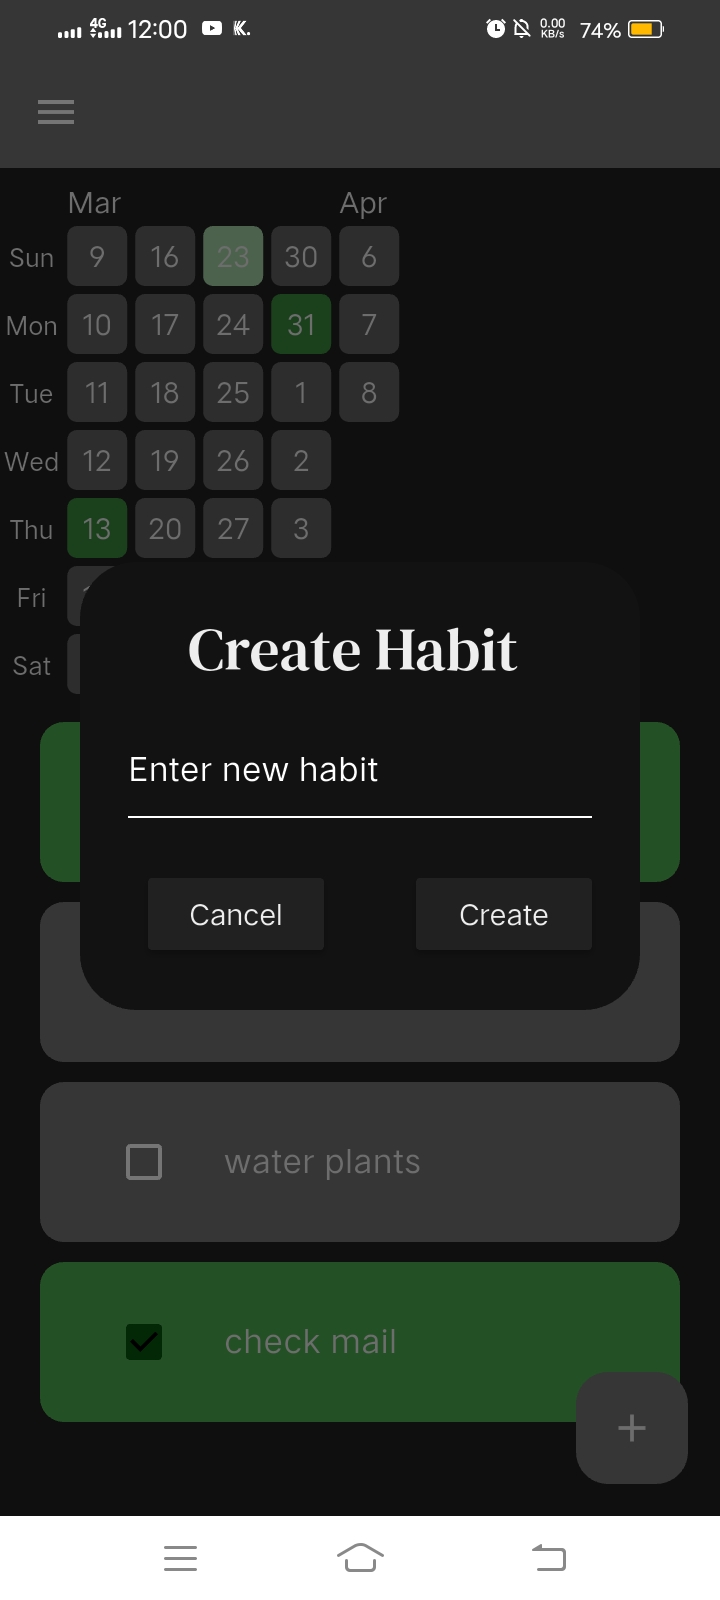 4G 12:00 K. 0.00 KB/s 74%
Mar Apr
Sun 9 16 23 30 6
Mon 10 17 24 31 7
Tue 11 18 25 1 8
Wed 12 19 26 2
Thu 13 20 27 3
Fri
Sat
Create Habit
Enter new habit
Cancel Create
water plants
check mail
+